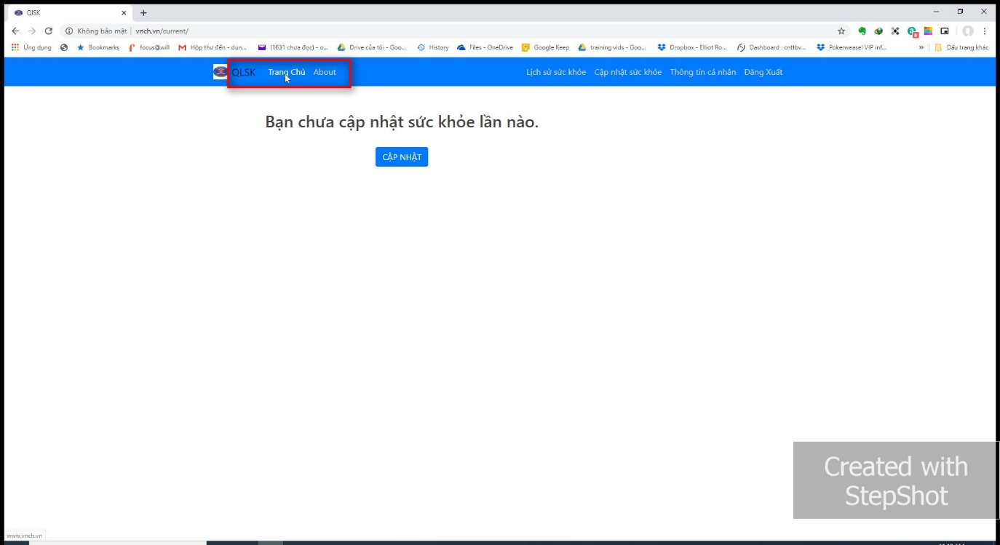 QlSK
Không bảo mật | vnch.vn/current/
Ứng dụng Bookmarks focus@will Hộp thư đến - dun... (1631 chưa đọc) - o... Drive của tôi - Goo... History Files - OneDrive Google Keep training vids - Goo... Dropbox - Elliot Ro... Dashboard : cnttbv... Pokerweasel VIP inf... » Dấu trang khác
QLSK Trang Chủ About Lịch sử sức khỏe Cập nhật sức khỏe Thông tin cá nhân Đăng Xuất
Bạn chưa cập nhật sức khỏe lần nào.
CẬP NHẬT
Created with
StepShot
www.vnch.vn